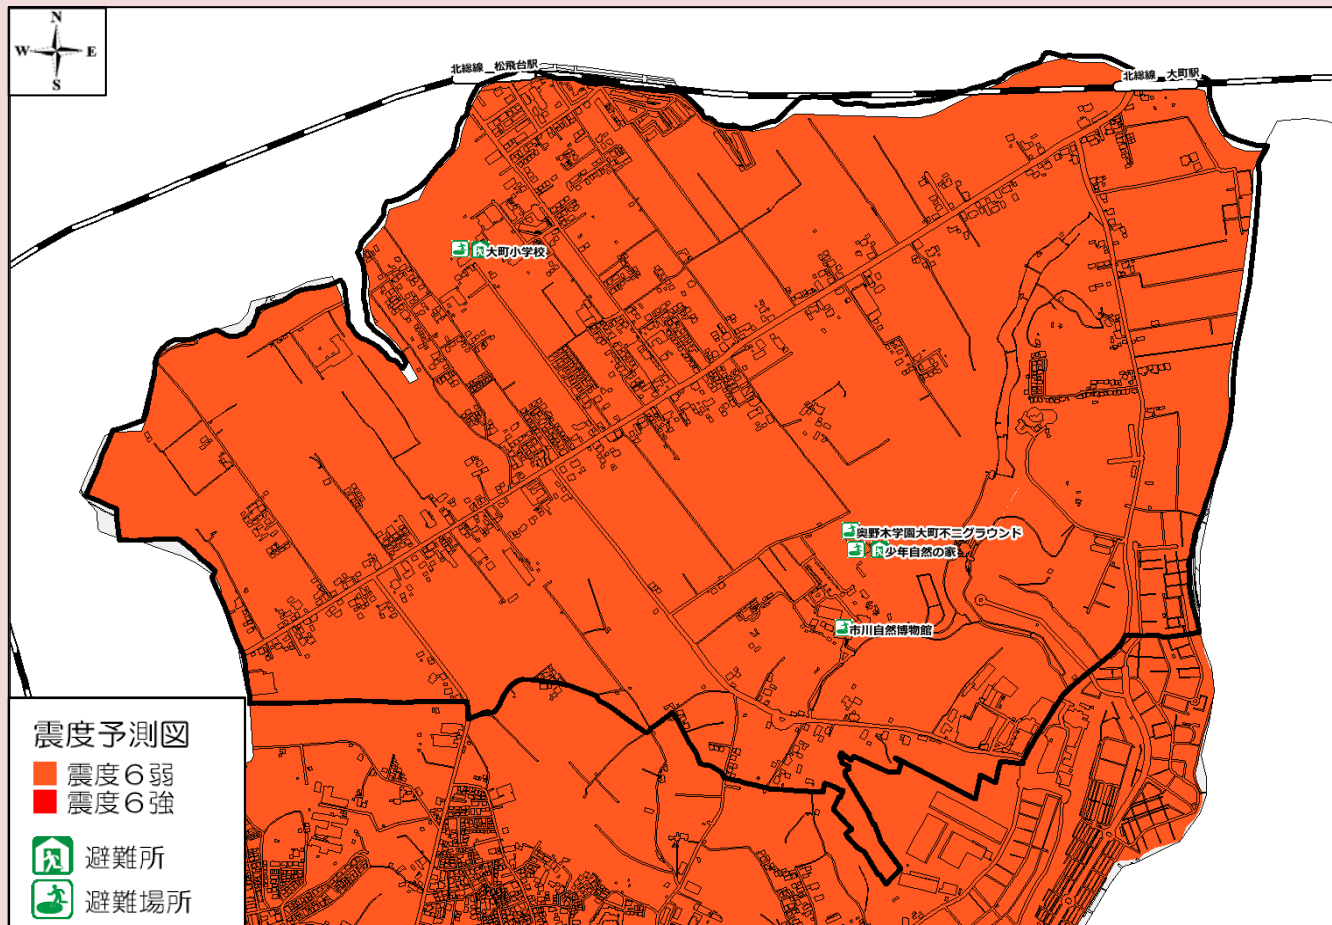 N
W E
S
北総線_松飛台駅
北総線_大町駅
大町小学校
奥野木学園大町不二グラウンド
少年自然の家
市川自然博物館
震度予測図
震度6弱
震度6強
避難所
避難場所